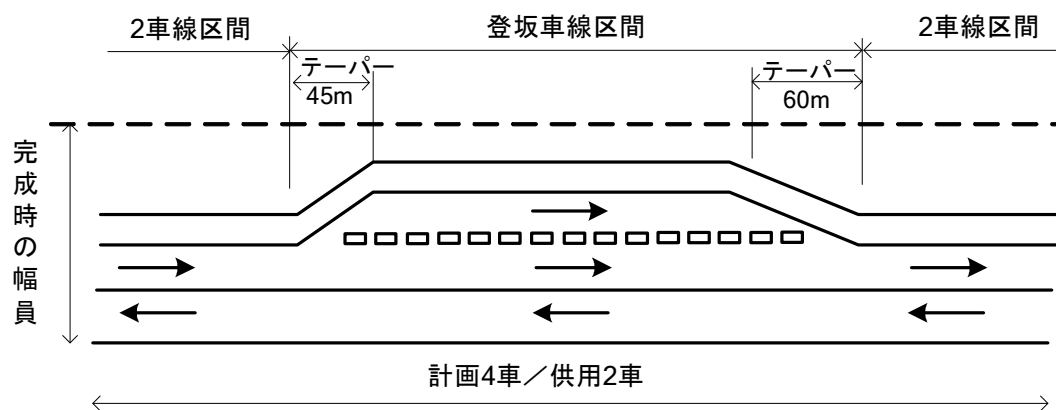 2車線区間
登坂車線区間
2車線区間
テーパー
45m
テーパー
60m
完成時の幅員
計画4車/供用2車